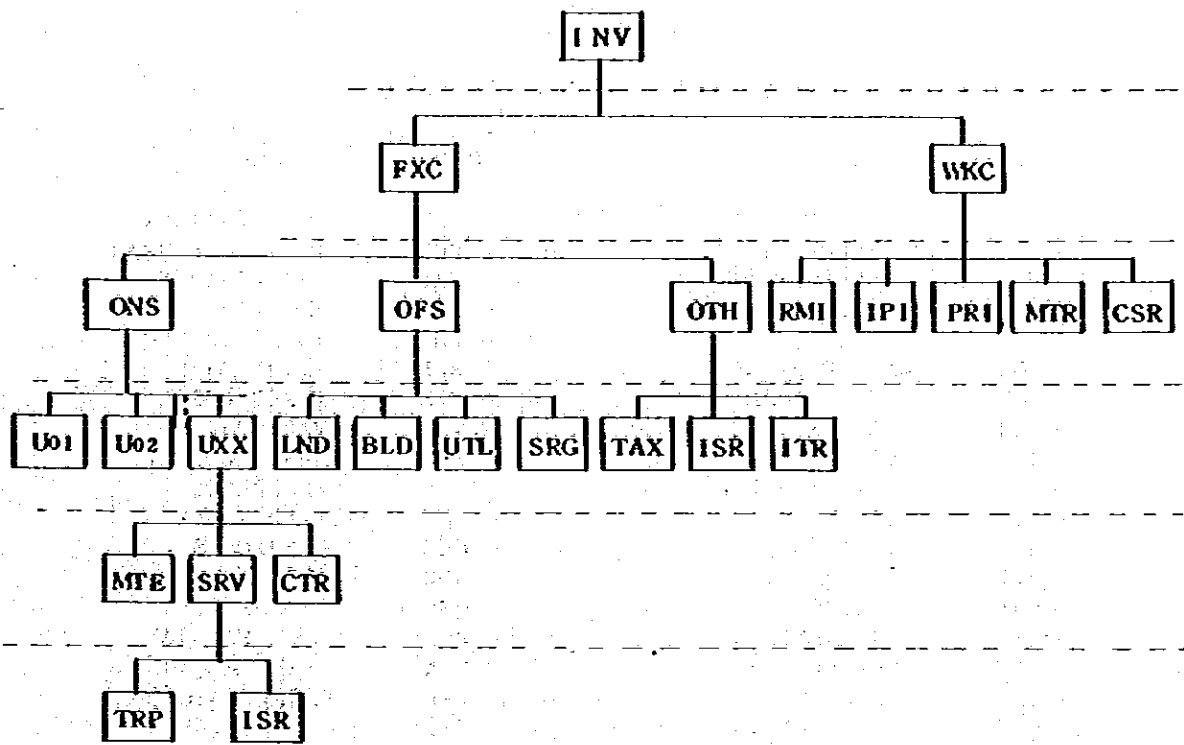 INV
FXC WKC
ONS OFS OTH RMI IPI PRI MTR CSR
U01 U02 UXX LND BLD UTL SRG TAX ISR ITR
MTE SRV CTR
TRP ISR